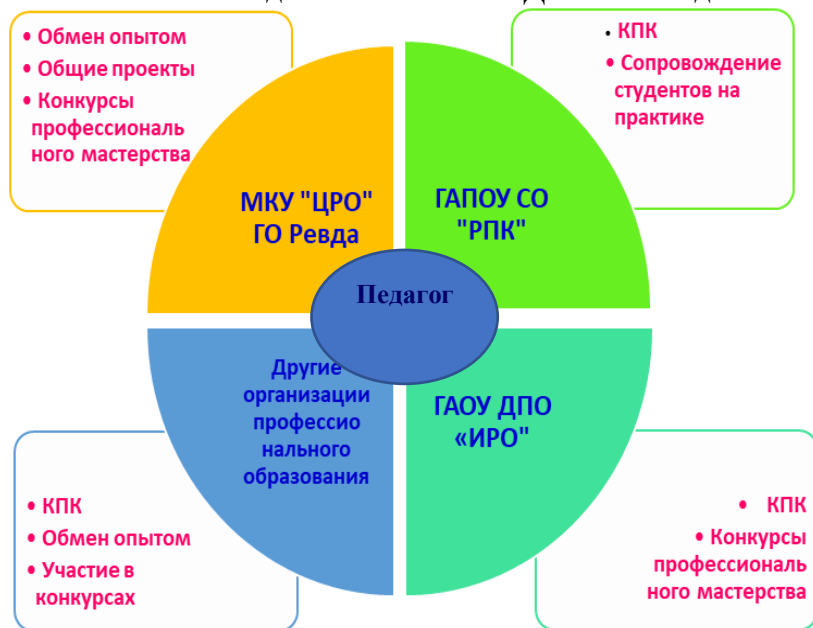 • Обмен опытом
• Общие проекты
• Конкурсы
профессиональ
ного мастерства
• КПК
• Сопровождение
студентов на
практике
МКУ "ЦРО"
ГО Ревда
ГАПОУ СО
"РПК"
Педагог
Другие
организации
профессио
нального
образования
ГАОУ ДПО
«ИРО"
• КПК
• Обмен опытом
• Участие в
конкурсах
• КПК
• Конкурсы
профессиональ
ного мастерства